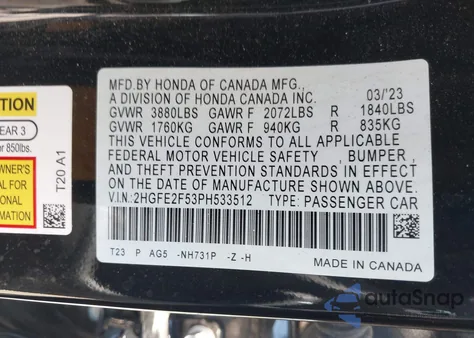 MFD.BY HONDA OF CANADA MFG.,
A DIVISION OF HONDA CANADA INC. 03/'23
GVWR 3880LBS GAWR F 2072LBS R 1840LBS
GVWR 1760KG GAWR F 940KG R 835KG
THIS VEHICLE CONFORMS TO ALL APPLICABLE
FEDERAL MOTOR VEHICLE SAFETY , BUMPER ,
AND THEFT PREVENTION STANDARDS IN EFFECT
ON THE DATE OF MANUFACTURE SHOWN ABOVE.
V.I.N:2HGFE2F53PH533512 TYPE: PASSENGER CAR
T23 P AG5 -NH731P -Z -H
MADE IN CANADA
TION
EAR 3
850lbs.
WNER'S
AL FOR
ONAL
RMATION
T20 A1
autoSnap